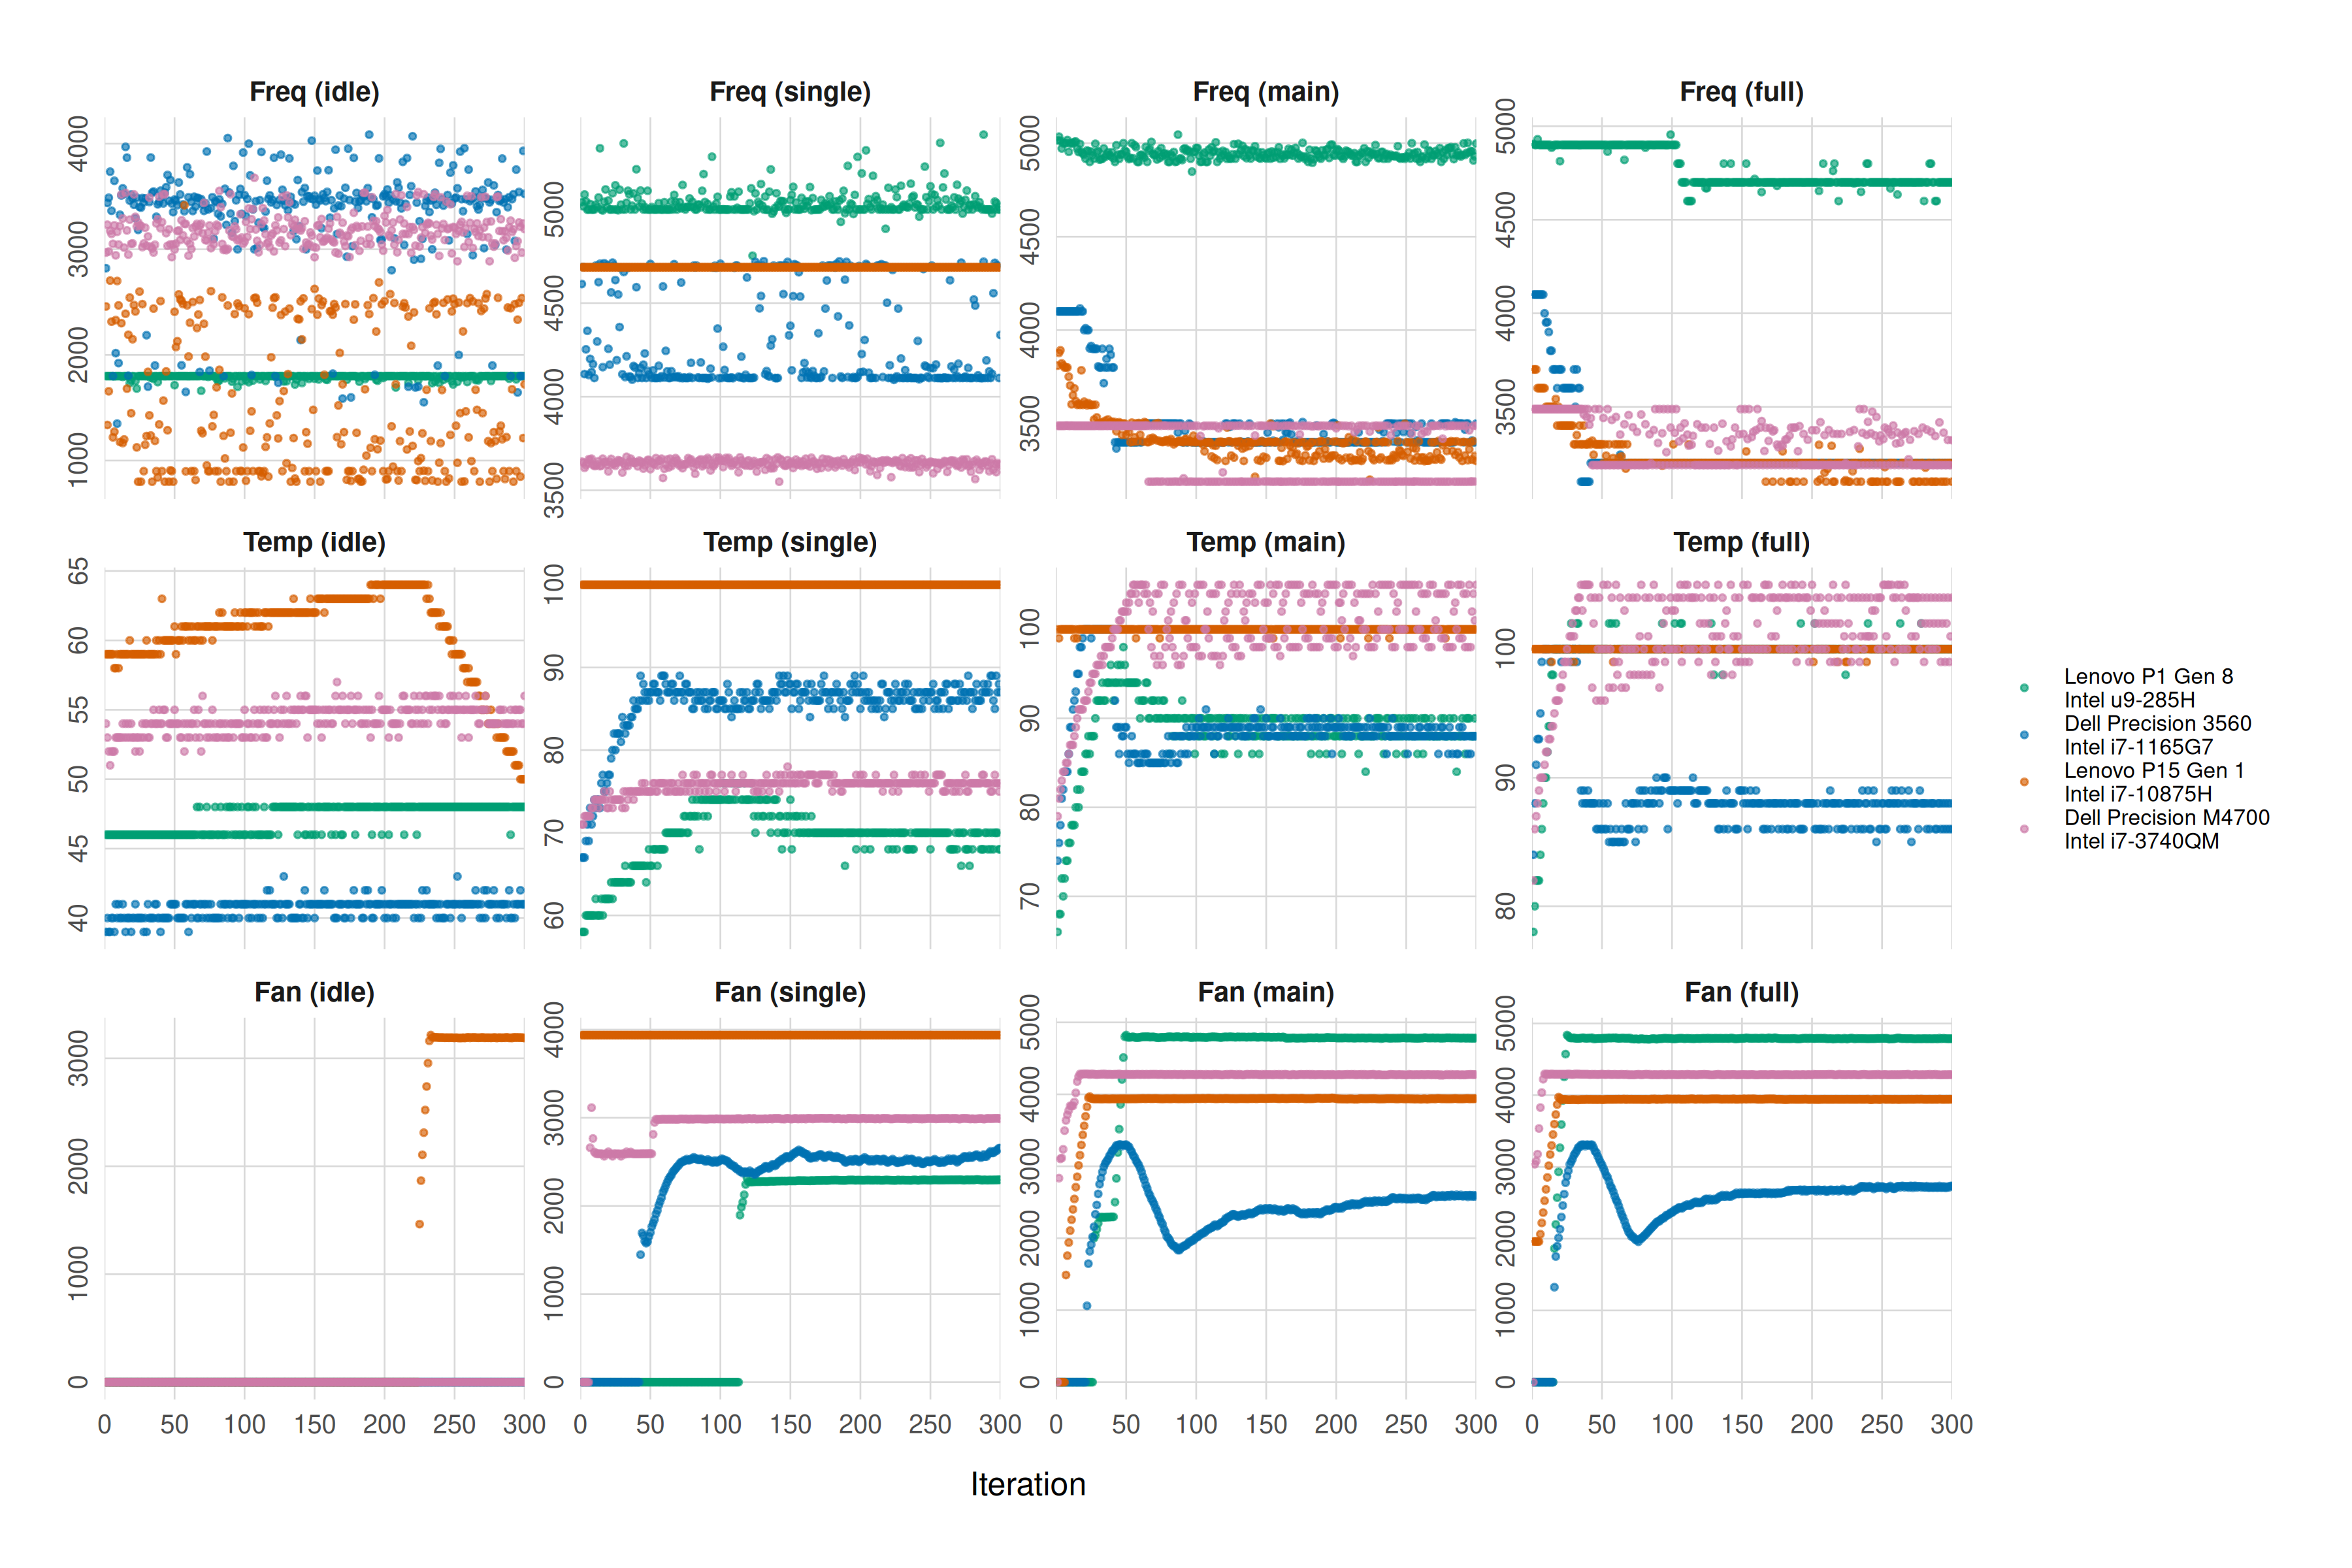 Freq (idle)
Freq (single)
Freq (main)
Freq (full)
1000
2000
3000
4000
3500
4000
4500
5000
3500
4000
4500
5000
3500
4000
4500
5000
Temp (idle)
Temp (single)
Temp (main)
Temp (full)
40
45
50
55
60
65
60
70
80
90
100
70
80
90
100
80
90
100
Fan (idle)
Fan (single)
Fan (main)
Fan (full)
0
1000
2000
3000
0
1000
2000
3000
4000
0
1000
2000
3000
4000
5000
0
1000
2000
3000
4000
5000
0 50 100 150 200 250 300
0 50 100 150 200 250 300
0 50 100 150 200 250 300
0 50 100 150 200 250 300
Iteration
Lenovo P1 Gen 8
Intel u9-285H
Dell Precision 3560
Intel i7-1165G7
Lenovo P15 Gen 1
Intel i7-10875H
Dell Precision M4700
Intel i7-3740QM